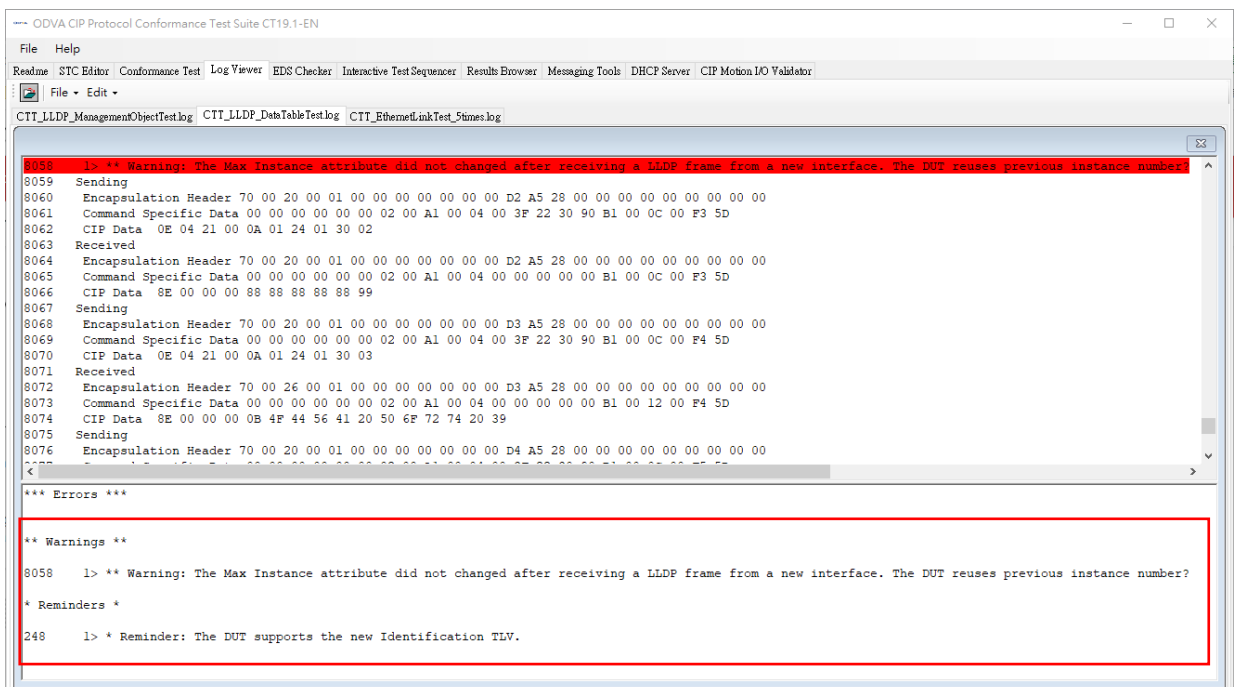 ODVA CIP Protocol Conformance Test Suite CT19.1-EN
File Help
Readme STC Editor Conformance Test Log Viewer EDS Checker Interactive Test Sequencer Results Browser Messaging Tools DHCP Server CIP Motion I/O Validator
File Edit
CTT_LLDP_ManagementObjectTest.log CTT_LLDP_DataTableTest.log CTT_EthernetLinkTest_5times.log
8058 1> ** Warning: The Max Instance attribute did not changed after receiving a LLDP frame from a new interface. The DUT reuses previous instance number?
8059 Sending
8060 Encapsulation Header 70 00 20 00 01 00 00 00 00 00 00 00 D2 A5 28 00 00 00 00 00 00 00 00 00
8061 Command Specific Data 00 00 00 00 00 00 02 00 A1 00 04 00 3F 22 30 90 B1 00 0C 00 F3 5D
8062 CIP Data 0E 04 21 00 0A 01 24 01 30 02
8063 Received
8064 Encapsulation Header 70 00 20 00 01 00 00 00 00 00 00 00 D2 A5 28 00 00 00 00 00 00 00 00 00
8065 Command Specific Data 00 00 00 00 00 00 02 00 A1 00 04 00 00 00 00 00 B1 00 0C 00 F3 5D
8066 CIP Data 8E 00 00 00 88 88 88 88 88 99
8067 Sending
8068 Encapsulation Header 70 00 20 00 01 00 00 00 00 00 00 00 D3 A5 28 00 00 00 00 00 00 00 00 00
8069 Command Specific Data 00 00 00 00 00 00 02 00 A1 00 04 00 3F 22 30 90 B1 00 0C 00 F4 5D
8070 CIP Data 0E 04 21 00 0A 01 24 01 30 03
8071 Received
8072 Encapsulation Header 70 00 26 00 01 00 00 00 00 00 00 00 D3 A5 28 00 00 00 00 00 00 00 00 00
8073 Command Specific Data 00 00 00 00 00 00 02 00 A1 00 04 00 00 00 00 00 B1 00 12 00 F4 5D
8074 CIP Data 8E 00 00 00 0B 4F 44 56 41 20 50 6F 72 74 20 39
8075 Sending
8076 Encapsulation Header 70 00 20 00 01 00 00 00 00 00 00 00 D4 A5 28 00 00 00 00 00 00 00 00 00
*** Errors ***
** Warnings **
8058 1> ** Warning: The Max Instance attribute did not changed after receiving a LLDP frame from a new interface. The DUT reuses previous instance number?
* Reminders *
248 1> * Reminder: The DUT supports the new Identification TLV.